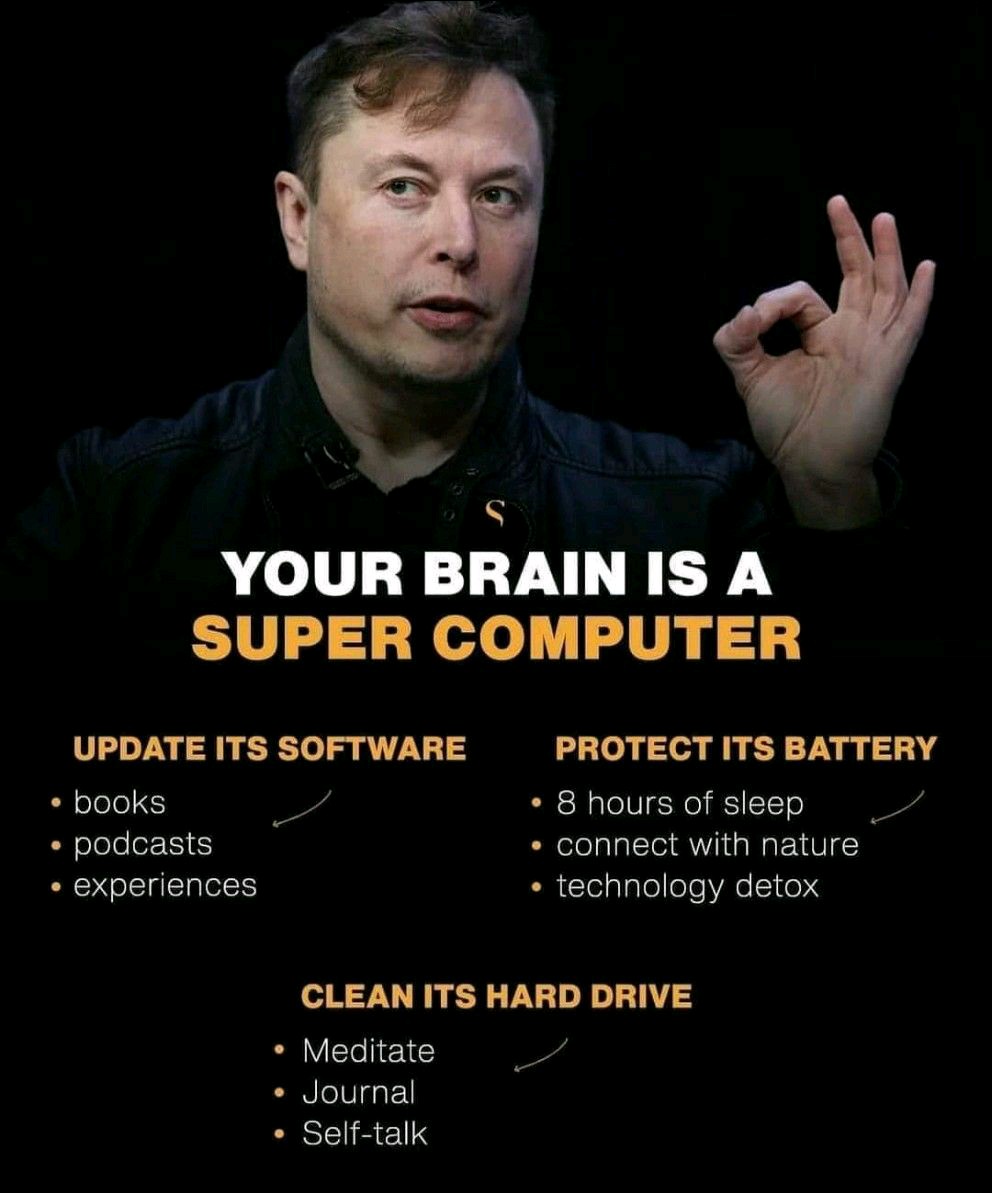 S
YOUR BRAIN IS A
SUPER COMPUTER
UPDATE ITS SOFTWARE
• books
• podcasts
• experiences
PROTECT ITS BATTERY
• 8 hours of sleep
• connect with nature
• technology detox
CLEAN ITS HARD DRIVE
• Meditate
• Journal
• Self-talk